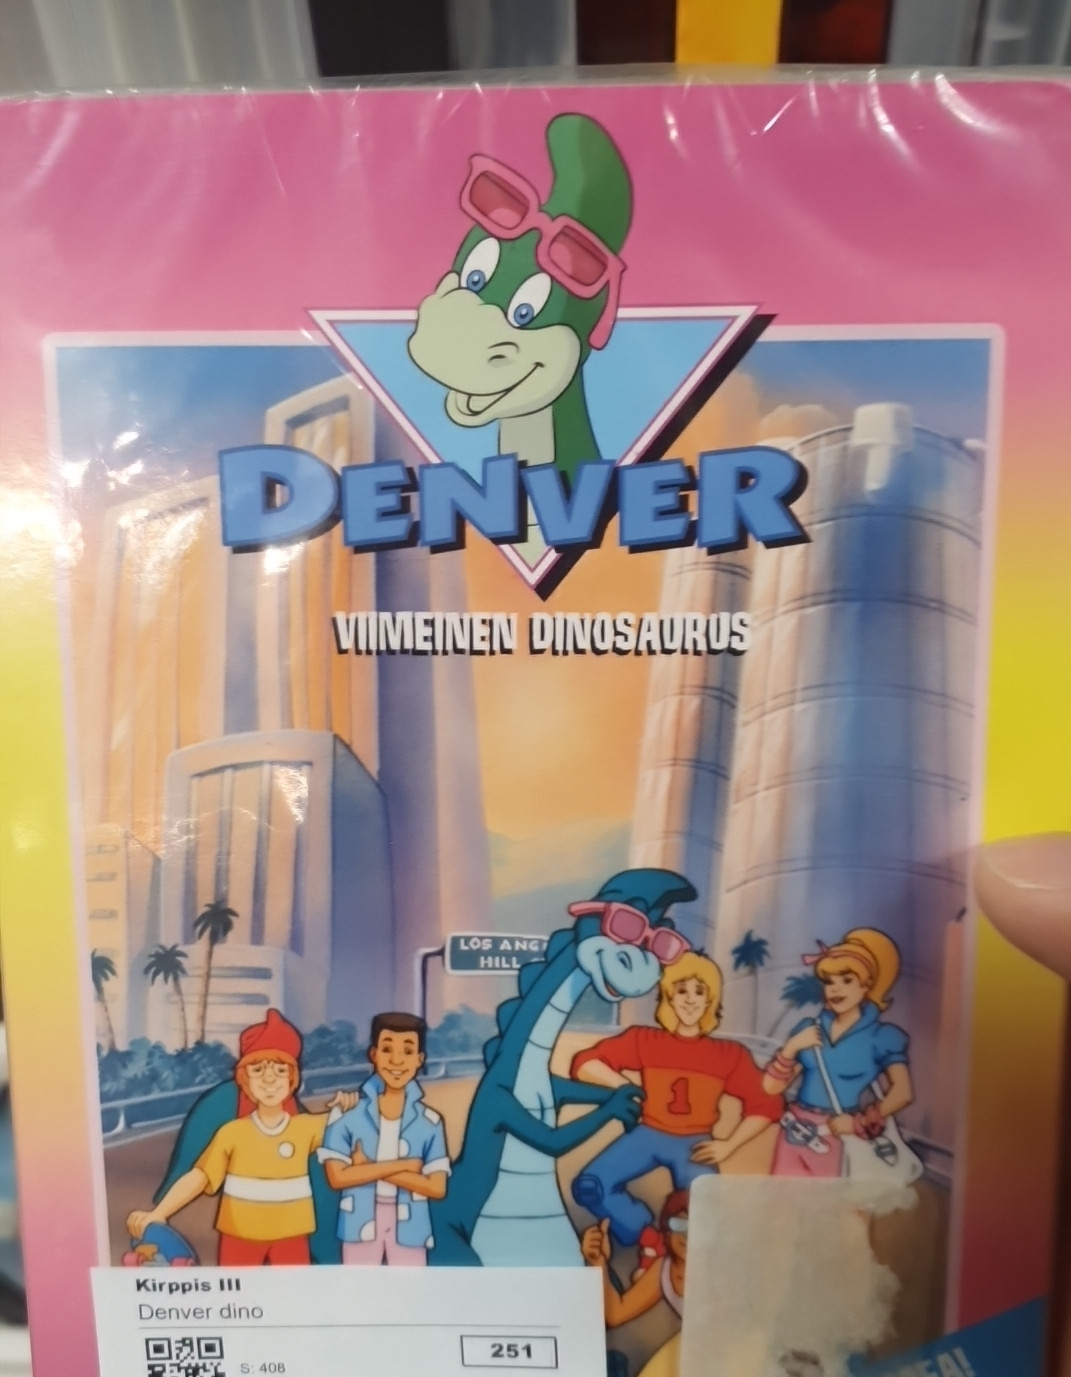 DENVER
VIIMEINEN DINOSAURUS
LOS ANG
HILL
1
Kirppis III
Denver dino
251
S: 408